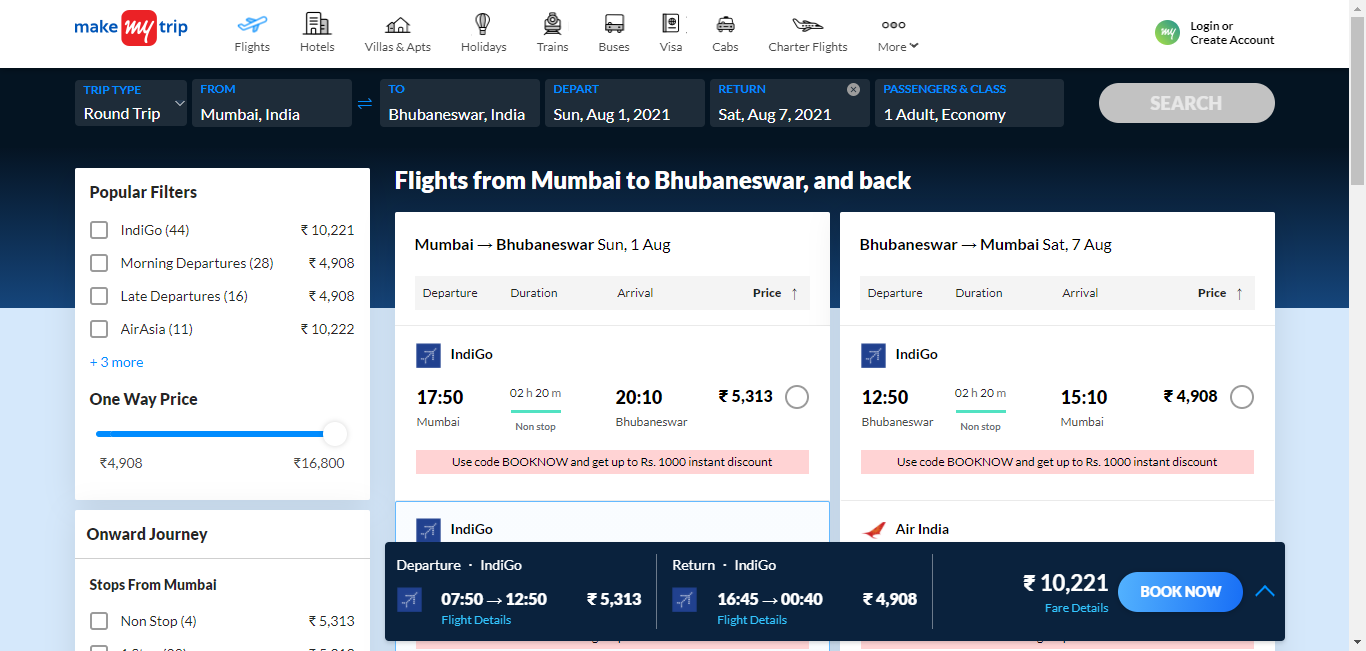 make my trip
Flights
Hotels
Villas & Apts
Holidays
Trains
Buses
Visa
Cabs
Charter Flights
More
my
Login or
Create Account
TRIP TYPE
Round Trip
FROM
Mumbai, India
TO
Bhubaneswar, India
DEPART
Sun, Aug 1, 2021
RETURN
Sat, Aug 7, 2021
PASSENGERS & CLASS
1 Adult, Economy
SEARCH
Popular Filters
IndiGo (44) ₹ 10,221
Morning Departures (28) ₹ 4,908
Late Departures (16) ₹ 4,908
AirAsia (11) ₹ 10,222
+ 3 more
One Way Price
₹4,908 ₹16,800
Onward Journey
Stops From Mumbai
Non Stop (4) ₹ 5,313
Flights from Mumbai to Bhubaneswar, and back
Mumbai → Bhubaneswar Sun, 1 Aug
Departure Duration Arrival Price ↑
IndiGo
17:50 02 h 20 m 20:10 ₹ 5,313
Mumbai Non stop Bhubaneswar
Use code BOOKNOW and get up to Rs. 1000 instant discount
IndiGo
Bhubaneswar → Mumbai Sat, 7 Aug
Departure Duration Arrival Price ↑
IndiGo
12:50 02 h 20 m 15:10 ₹ 4,908
Bhubaneswar Non stop Mumbai
Use code BOOKNOW and get up to Rs. 1000 instant discount
Air India
Departure · IndiGo
07:50 → 12:50 ₹ 5,313
Flight Details
Return · IndiGo
16:45 → 00:40 ₹ 4,908
Flight Details
₹ 10,221
Fare Details
BOOK NOW